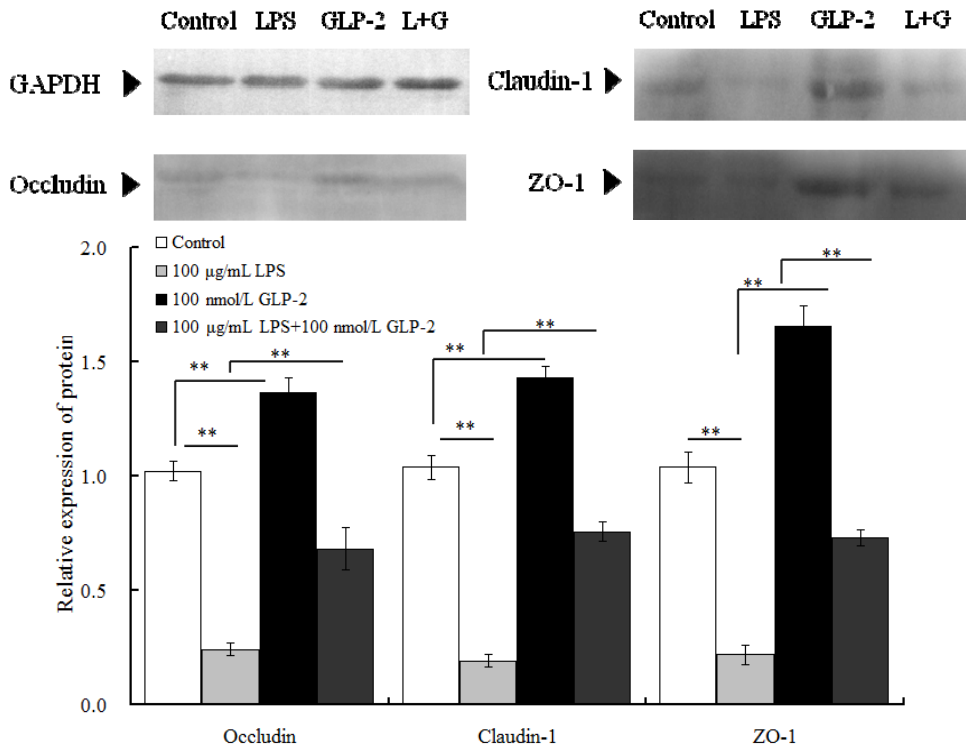 Control LPS GLP-2 L+G
GAPDH
Occludin
Control LPS GLP-2 L+G
Claudin-1
ZO-1
Control
100 µg/mL LPS
100 nmol/L GLP-2
100 µg/mL LPS+100 nmol/L GLP-2
Relative expression of protein
2.0
1.5
1.0
0.5
0.0
** ** **
** ** **
** ** **
Occludin Claudin-1 ZO-1